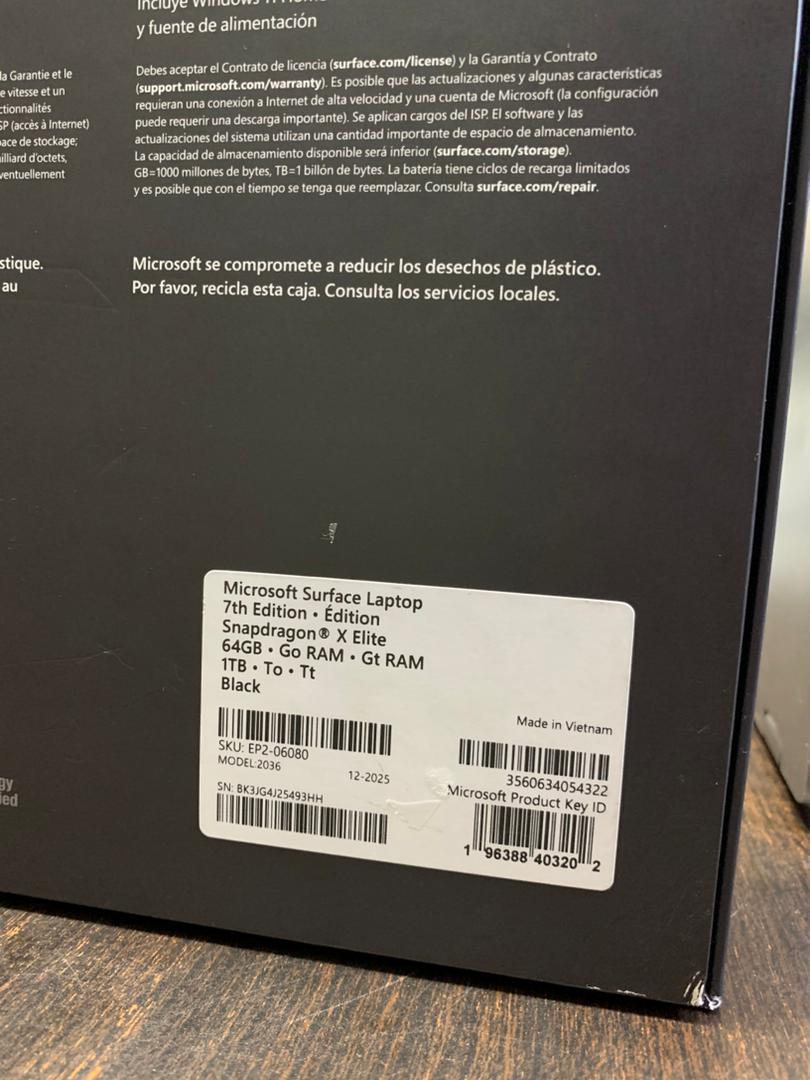 Incluye Windows 11 Home
y fuente de alimentación
Debes aceptar el Contrato de licencia (surface.com/license) y la Garantía y Contrato
(support.microsoft.com/warranty). Es posible que las actualizaciones y algunas características
requieran una conexión a Internet de alta velocidad y una cuenta de Microsoft (la configuración
puede requerir una descarga importante). Se aplican cargos del ISP. El software y las
actualizaciones del sistema utilizan una cantidad importante de espacio de almacenamiento.
La capacidad de almacenamiento disponible será inferior (surface.com/storage).
GB=1000 millones de bytes, TB=1 billón de bytes. La batería tiene ciclos de recarga limitados
y es posible que con el tiempo se tenga que reemplazar. Consulta surface.com/repair.
la Garantie et le
e vitesse et un
ctionnalités
SP (accès à Internet)
pace de stockage;
illiard d'octets,
ventuellement
stique.
au
Microsoft se compromete a reducir los desechos de plástico.
Por favor, recicla esta caja. Consulta los servicios locales.
gy
ied
Microsoft Surface Laptop
7th Edition • Édition
Snapdragon® X Elite
64GB • Go RAM • Gt RAM
1TB • To • Tt
Black
Made in Vietnam
SKU: EP2-06080
MODEL:2036
12-2025
SN: BK3JG4J25493HH
3560634054322
Microsoft Product Key ID
1 96388 40320 2